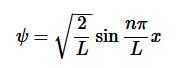 ψ = √(2/L) sin (nπ/L) x